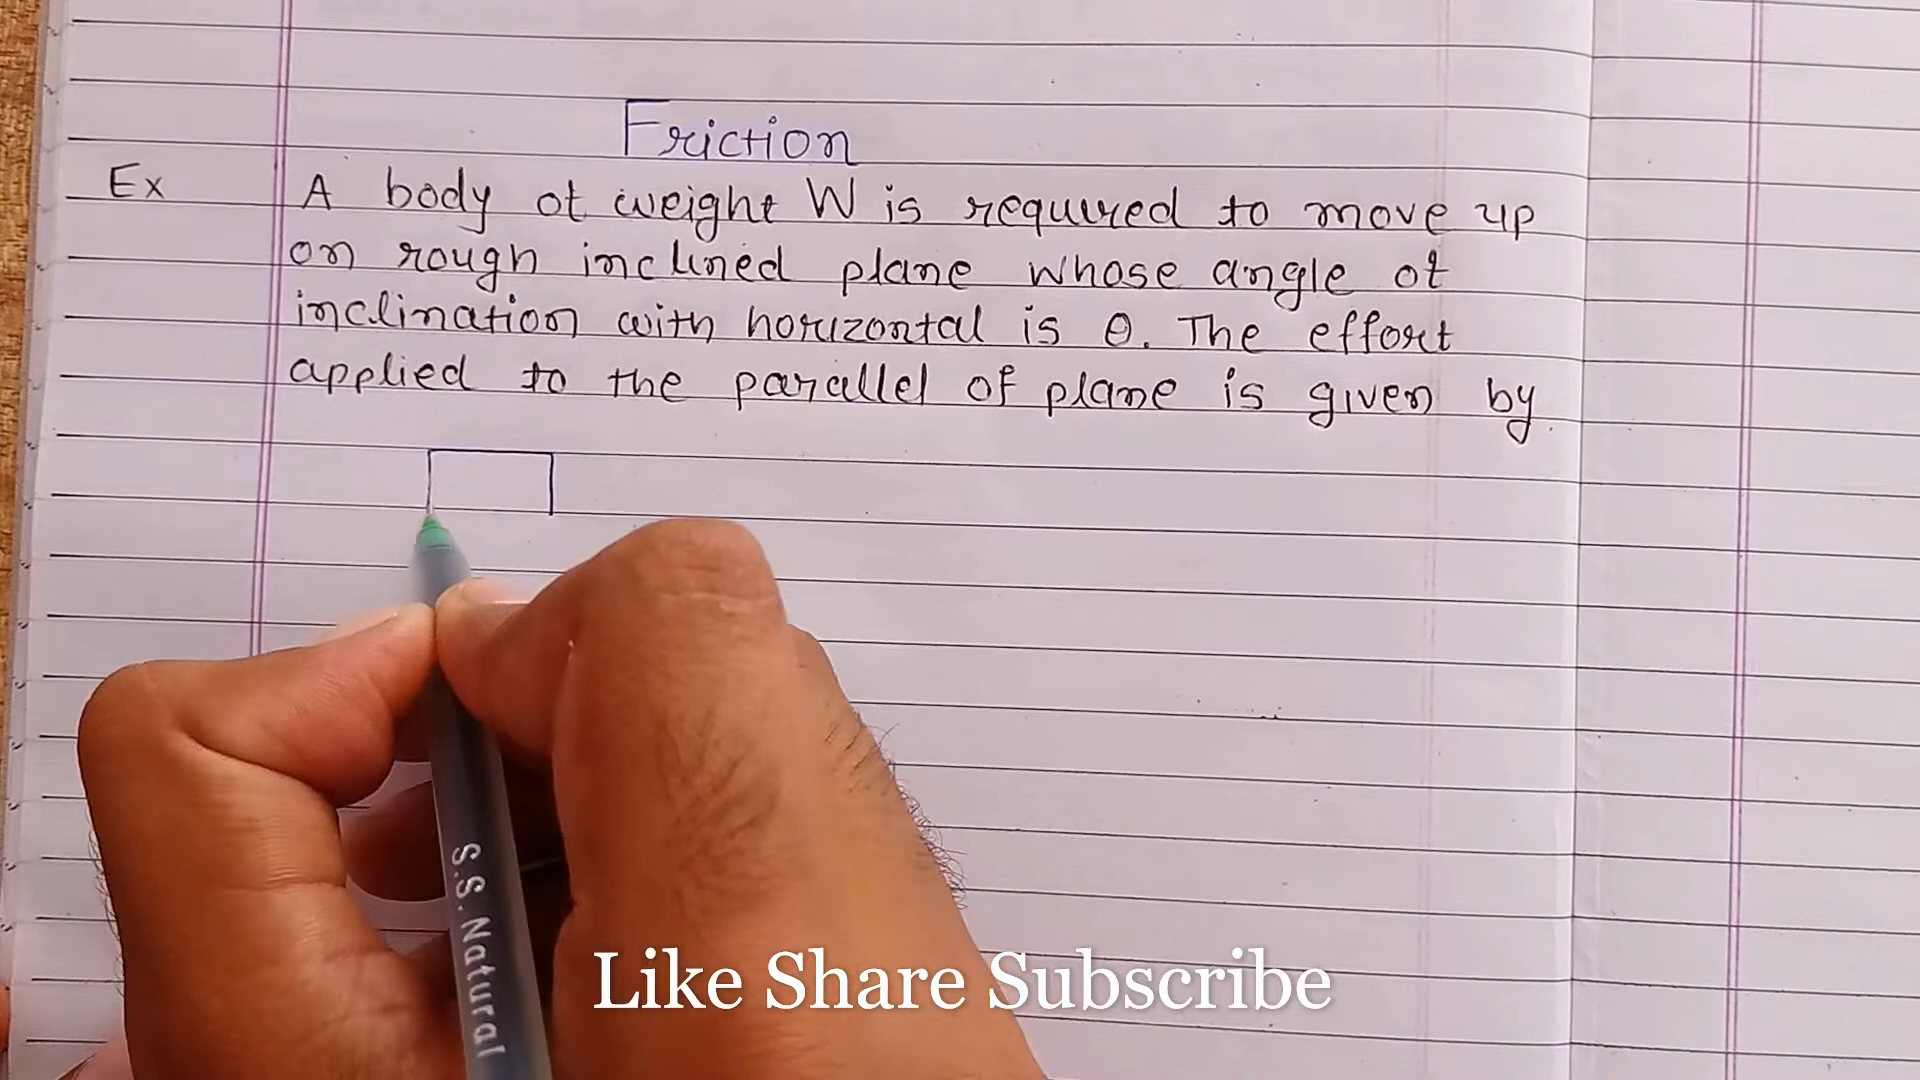 Friction
Ex A body of weight W is required to move up
on rough inclined plane whose angle of
inclination with horizontal is θ. The effort
applied to the parallel of plane is given by
S.S. Natural
Like Share Subscribe